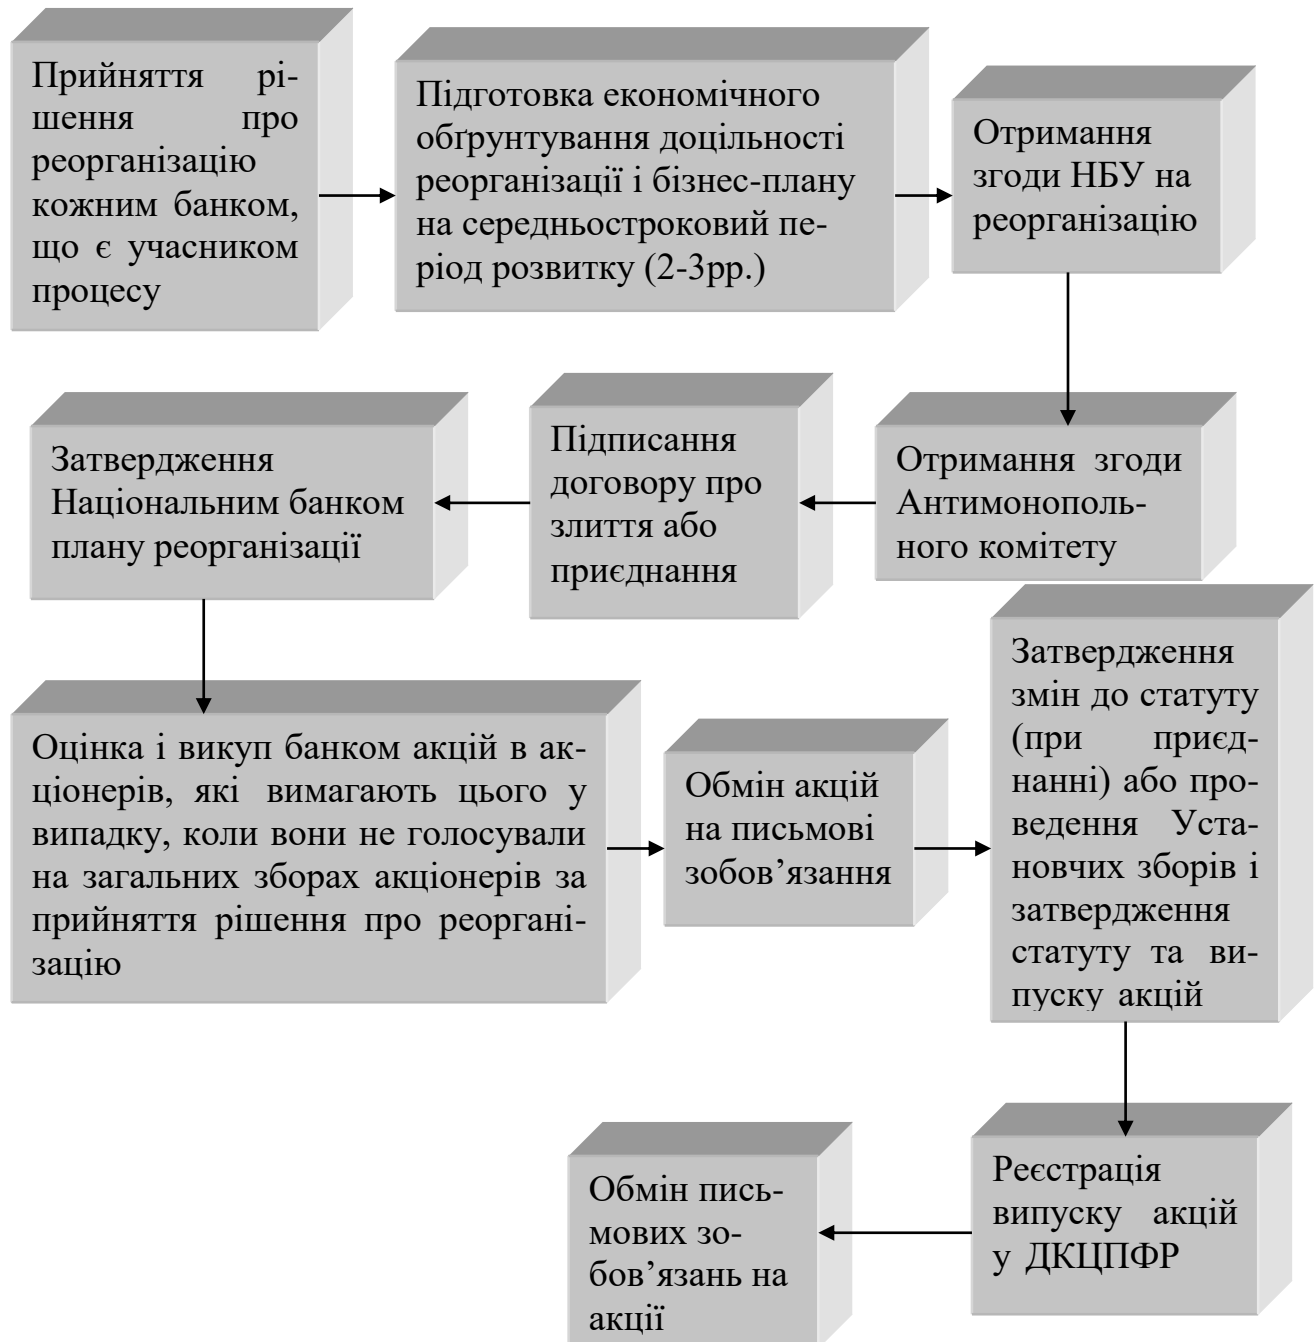 Прийняття рі-
шення про
реорганізацію
кожним банком,
що є учасником
процесу
Підготовка економічного
обґрунтування доцільності
реорганізації і бізнес-плану
на середньостроковий пе-
ріод розвитку (2-3рр.)
Отримання
згоди НБУ на
реорганізацію
Отримання згоди
Антимонополь-
ного комітету
Підписання
договору про
злиття або
приєднання
Затвердження
Національним банком
плану реорганізації
Оцінка і викуп банком акцій в ак-
ціонерів, які вимагають цього у
випадку, коли вони не голосували
на загальних зборах акціонерів за
прийняття рішення про реоргані-
зацію
Обмін акцій
на письмові
зобов’язання
Затвердження
змін до статуту
(при приєд-
нанні) або про-
ведення Уста-
новчих зборів і
затвердження
статуту та ви-
пуску акцій
Реєстрація
випуску акцій
у ДКЦПФР
Обмін пись-
мових зо-
бов’язань на
акції